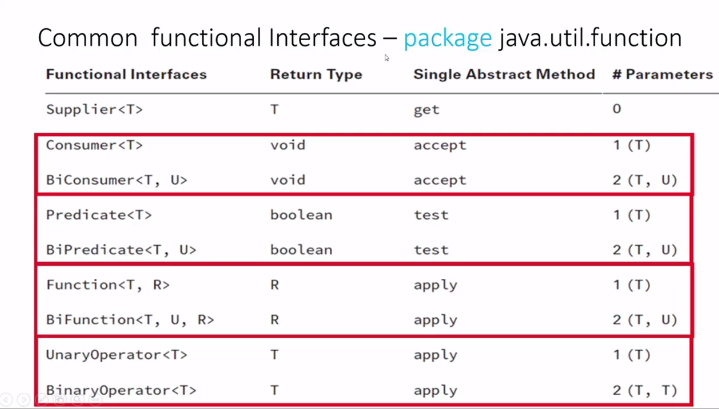 Common functional Interfaces – package java.util.function
Functional Interfaces Return Type Single Abstract Method # Parameters
Supplier<T> T get 0
Consumer<T> void accept 1 (T)
BiConsumer<T, U> void accept 2 (T, U)
Predicate<T> boolean test 1 (T)
BiPredicate<T, U> boolean test 2 (T, U)
Function<T, R> R apply 1 (T)
BiFunction<T, U, R> R apply 2 (T, U)
UnaryOperator<T> T apply 1 (T)
BinaryOperator<T> T apply 2 (T, T)